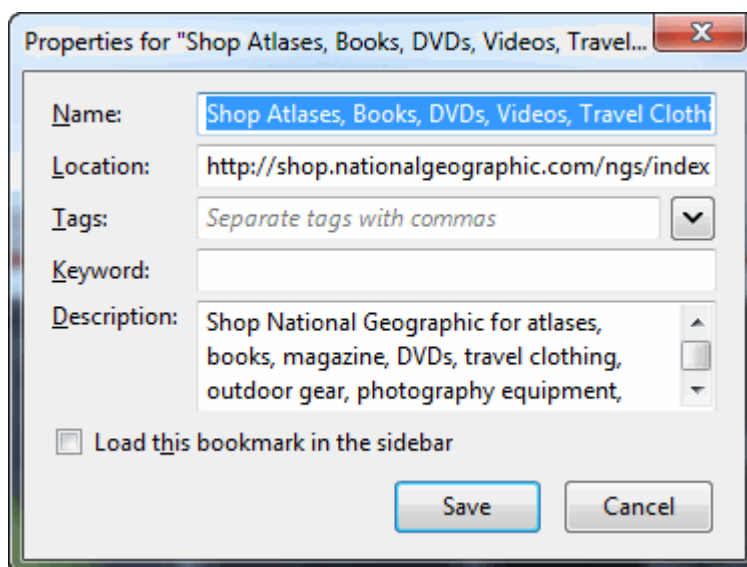 Properties for "Shop Atlases, Books, DVDs, Videos, Travel...
Name: Shop Atlases, Books, DVDs, Videos, Travel Clothi
Location: http://shop.nationalgeographic.com/ngs/index
Tags: Separate tags with commas
Keyword:
Description: Shop National Geographic for atlases,
books, magazine, DVDs, travel clothing,
outdoor gear, photography equipment,
Load this bookmark in the sidebar
Save Cancel